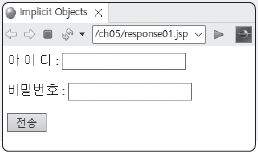 Implicit Objects
/ch05/response01.jsp
아 이 디 :
비밀번호 :
전송